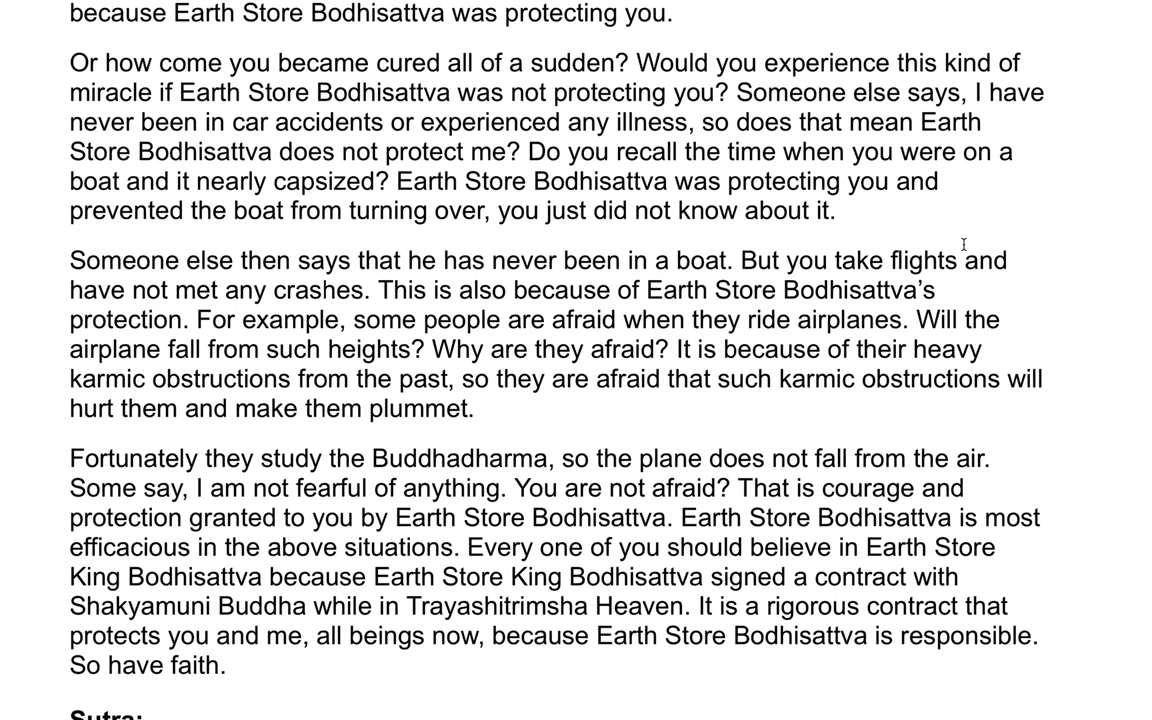 because Earth Store Bodhisattva was protecting you.
Or how come you became cured all of a sudden? Would you experience this kind of
miracle if Earth Store Bodhisattva was not protecting you? Someone else says, I have
never been in car accidents or experienced any illness, so does that mean Earth
Store Bodhisattva does not protect me? Do you recall the time when you were on a
boat and it nearly capsized? Earth Store Bodhisattva was protecting you and
prevented the boat from turning over, you just did not know about it.
Someone else then says that he has never been in a boat. But you take flights and
have not met any crashes. This is also because of Earth Store Bodhisattva’s
protection. For example, some people are afraid when they ride airplanes. Will the
airplane fall from such heights? Why are they afraid? It is because of their heavy
karmic obstructions from the past, so they are afraid that such karmic obstructions will
hurt them and make them plummet.
Fortunately they study the Buddhadharma, so the plane does not fall from the air.
Some say, I am not fearful of anything. You are not afraid? That is courage and
protection granted to you by Earth Store Bodhisattva. Earth Store Bodhisattva is most
efficacious in the above situations. Every one of you should believe in Earth Store
King Bodhisattva because Earth Store King Bodhisattva signed a contract with
Shakyamuni Buddha while in Trayashitrimsha Heaven. It is a rigorous contract that
protects you and me, all beings now, because Earth Store Bodhisattva is responsible.
So have faith.
Sutra: